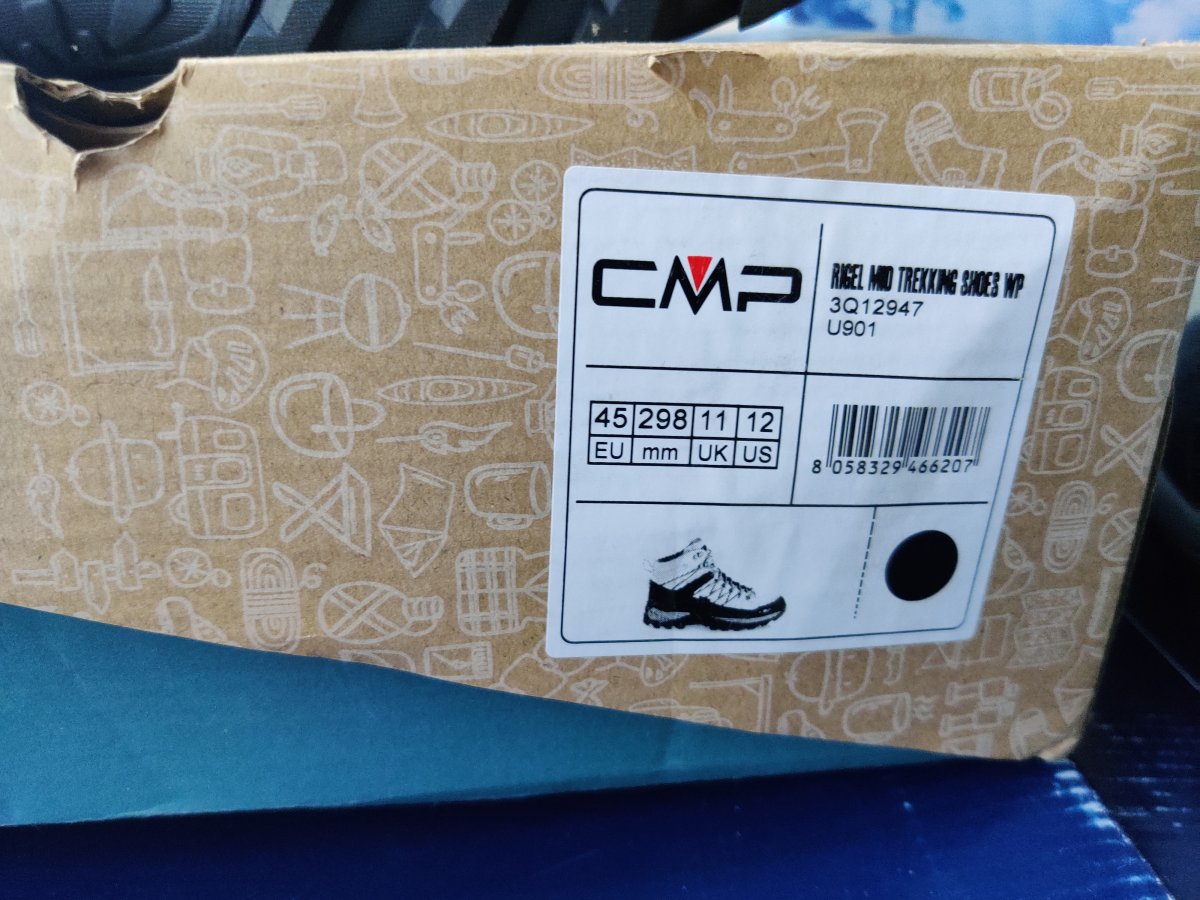 CMP
RIGEL MID TREKKING SHOES WP
3Q12947
U901
45 298 11 12
EU mm UK US
8 058329 466207